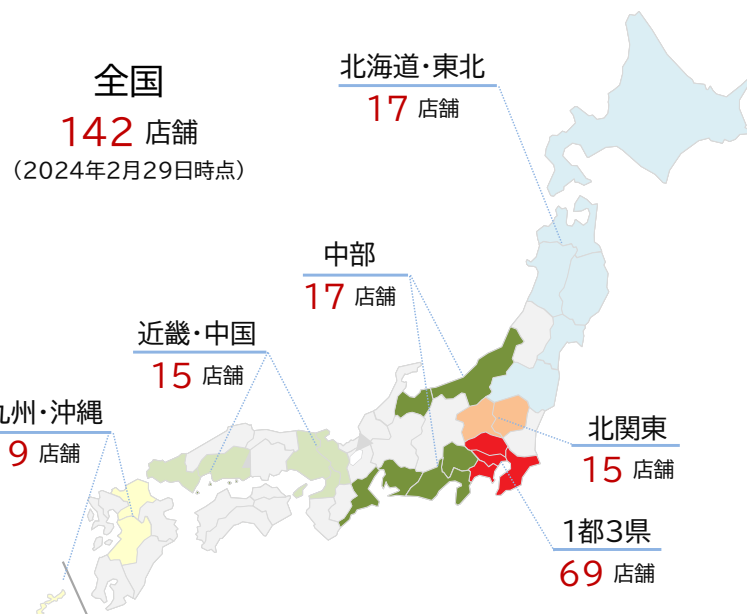 全国
142 店舗
（2024年2月29日時点）
北海道・東北
17 店舗
中部
17 店舗
近畿・中国
15 店舗
九州・沖縄
9 店舗
北関東
15 店舗
1都3県
69 店舗